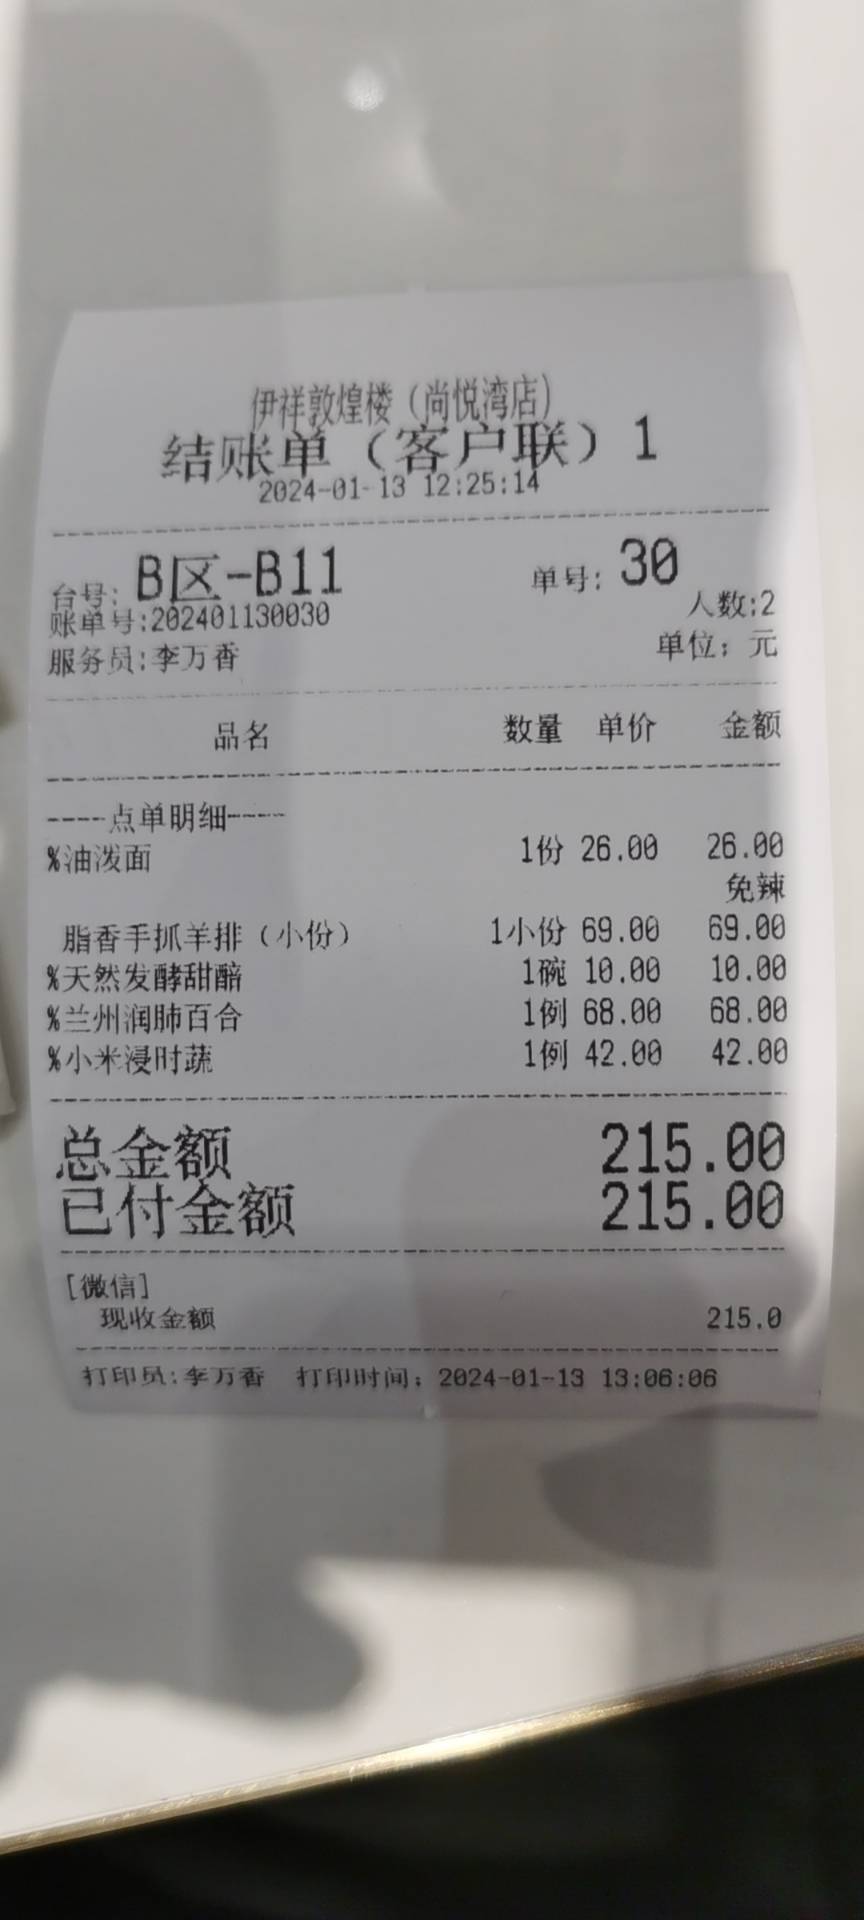 伊祥敦煌楼（尚悦湾店）
结账单（客户联）1
2024-01-13 12:25:14
台号: B区-B11 单号: 30
账单号:202401130030 人数:2
服务员:李万香 单位: 元
品名 数量 单价 金额
----点单明细----
%油泼面 1份 26.00 26.00
免辣
脂香手抓羊排（小份） 1小份 69.00 69.00
%天然发酵甜醅 1碗 10.00 10.00
%兰州润肺百合 1例 68.00 68.00
%小米浸时蔬 1例 42.00 42.00
总金额 215.00
已付金额 215.00
[微信]
现收金额 215.0
打印员:李万香 打印时间: 2024-01-13 13:06:06